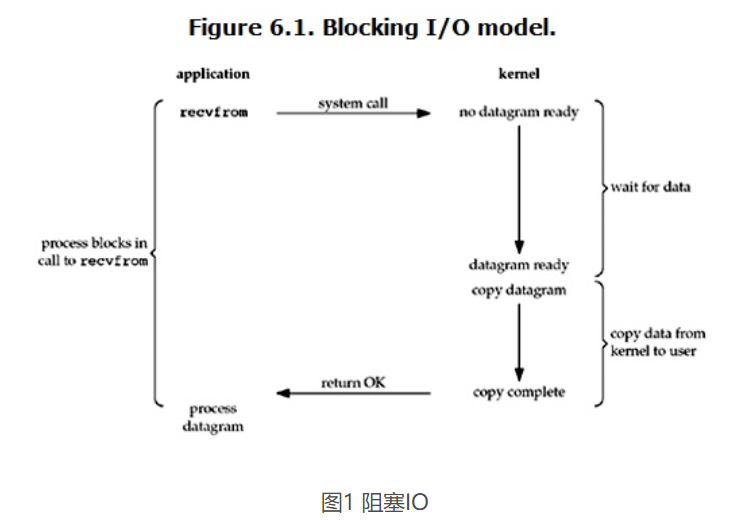 Figure 6.1. Blocking I/O model.
application
kernel
recvfrom
system call
no datagram ready
wait for data
process blocks in
call to recvfrom
datagram ready
copy datagram
copy data from
kernel to user
return OK
copy complete
process
datagram
图1 阻塞IO